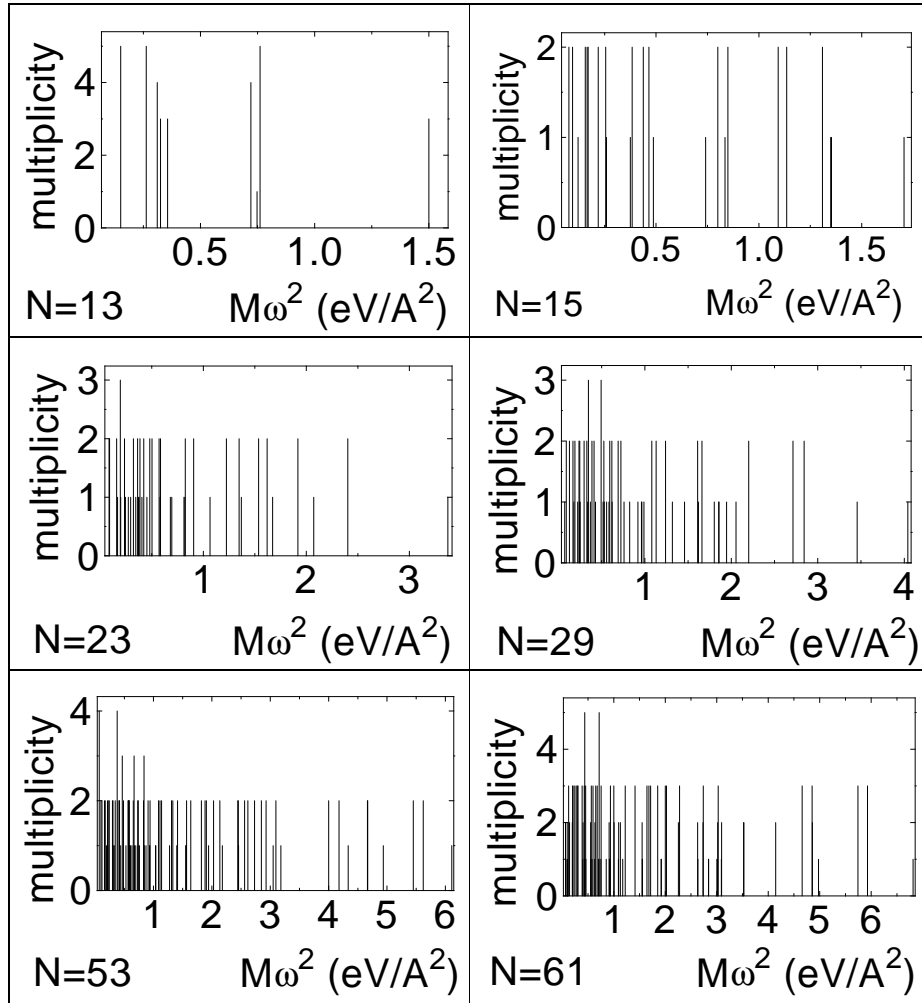 multiplicity
4
2
0
0.5 1.0 1.5
N=13 Mω² (eV/A²)
multiplicity
2
1
0
0.5 1.0 1.5
N=15 Mω² (eV/A²)
multiplicity
3
2
1
0
1 2 3
N=23 Mω² (eV/A²)
multiplicity
3
2
1
0
1 2 3 4
N=29 Mω² (eV/A²)
multiplicity
4
2
0
1 2 3 4 5 6
N=53 Mω² (eV/A²)
multiplicity
4
2
0
1 2 3 4 5 6
N=61 Mω² (eV/A²)